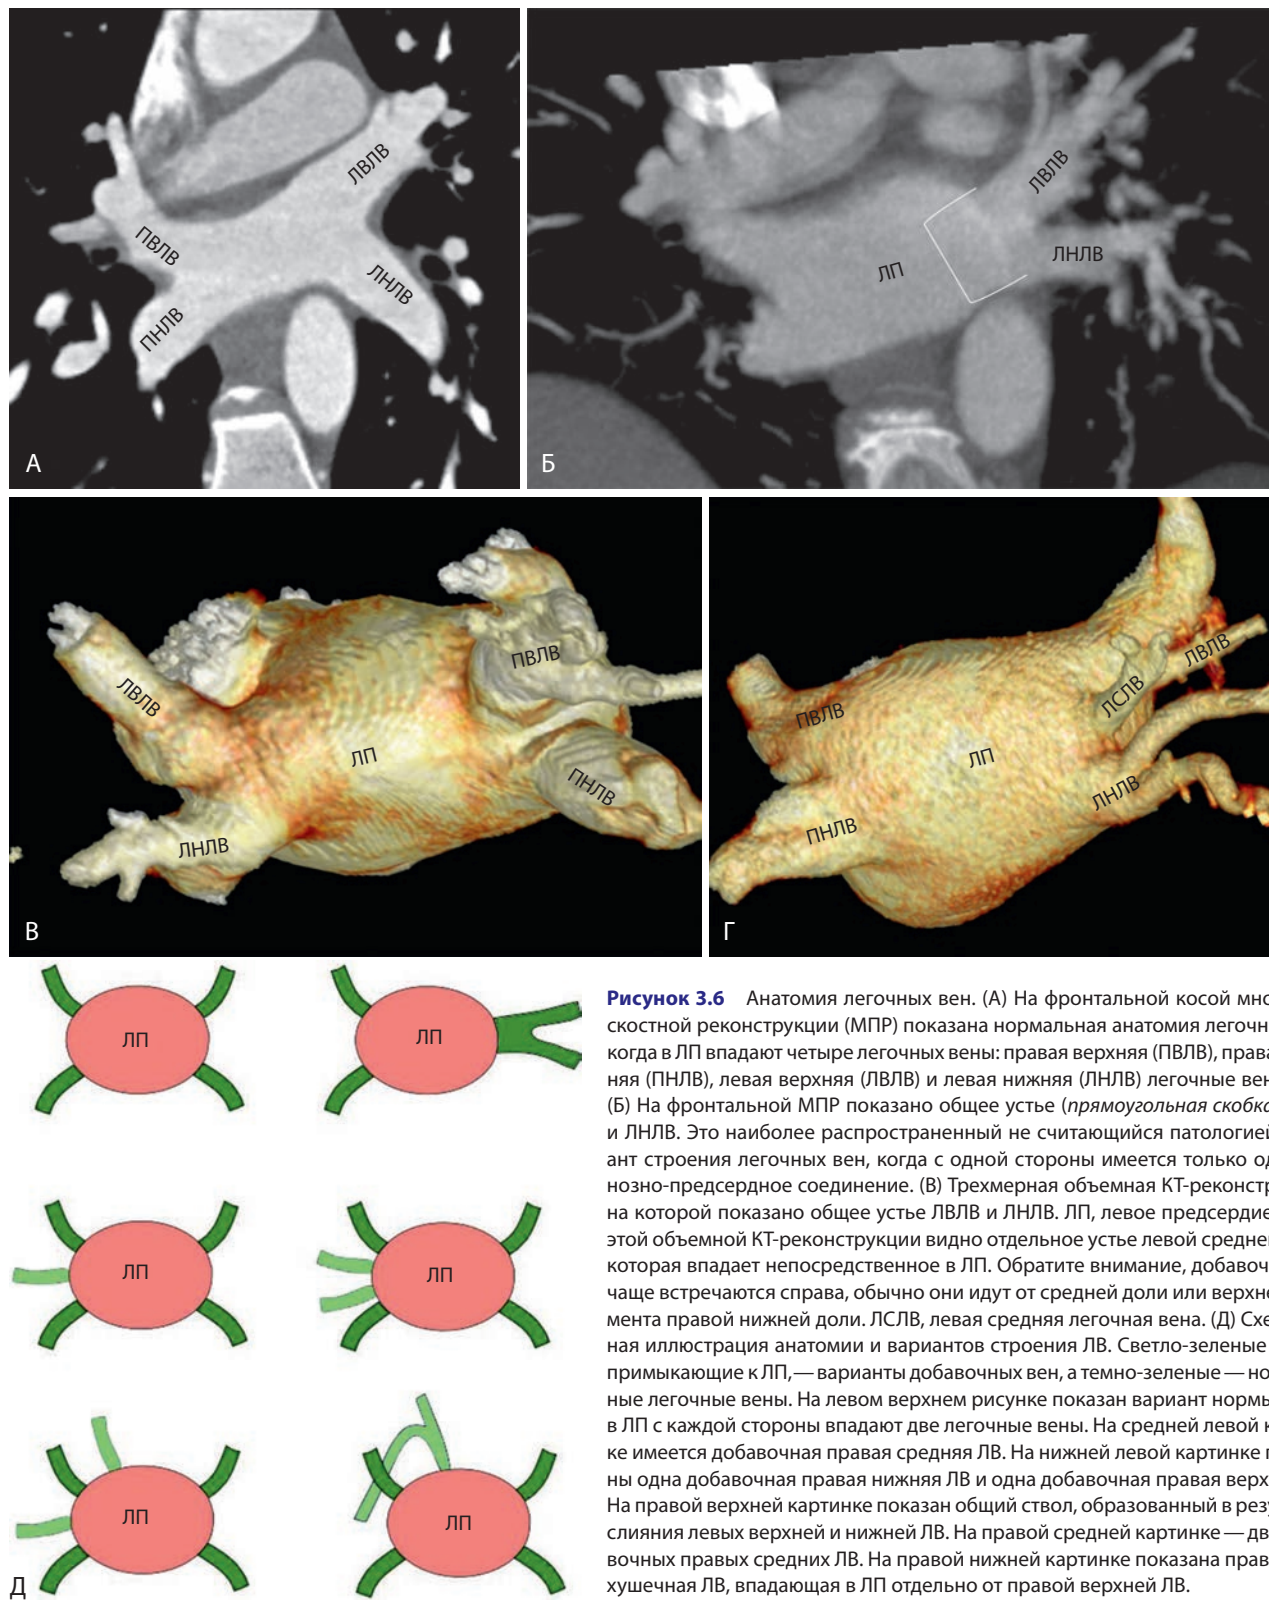 ЛВЛВ
ПВЛВ
ЛНЛВ
ПНЛВ
А
ЛВЛВ
ЛНЛВ
ЛП
Б
ЛВЛВ
ПВЛВ
ЛП
ПНЛВ
ЛНЛВ
В
ЛВЛВ
ЛСЛВ
ПВЛВ
ЛП
ЛНЛВ
ПНЛВ
Г
ЛП
ЛП
ЛП
ЛП
ЛП
ЛП
Д
Рисунок 3.6 Анатомия легочных вен. (А) На фронтальной косой мно
скостной реконструкции (МПР) показана нормальная анатомия легочн
когда в ЛП впадают четыре легочных вены: правая верхняя (ПВЛВ), права
няя (ПНЛВ), левая верхняя (ЛВЛВ) и левая нижняя (ЛНЛВ) легочные вен
(Б) На фронтальной МПР показано общее устье (прямоугольная скобка
и ЛНЛВ. Это наиболее распространенный не считающийся патологией
ант строения легочных вен, когда с одной стороны имеется только од
нозно-предсердное соединение. (В) Трехмерная объемная КТ-реконстр
на которой показано общее устье ЛВЛВ и ЛНЛВ. ЛП, левое предсердие
этой объемной КТ-реконструкции видно отдельное устье левой средне
которая впадает непосредственное в ЛП. Обратите внимание, добавоч
чаще встречаются справа, обычно они идут от средней доли или верхне
мента правой нижней доли. ЛСЛВ, левая средняя легочная вена. (Д) Схе
ная иллюстрация анатомии и вариантов строения ЛВ. Светло-зеленые
примыкающие к ЛП,— варианты добавочных вен, а темно-зеленые — но
ные легочные вены. На левом верхнем рисунке показан вариант нормы
в ЛП с каждой стороны впадают две легочные вены. На средней левой к
ке имеется добавочная правая средняя ЛВ. На нижней левой картинке п
ны одна добавочная правая нижняя ЛВ и одна добавочная правая верх
На правой верхней картинке показан общий ствол, образованный в резу
слияния левых верхней и нижней ЛВ. На правой средней картинке — дв
вочных правых средних ЛВ. На правой нижней картинке показана прав
хушечная ЛВ, впадающая в ЛП отдельно от правой верхней ЛВ.